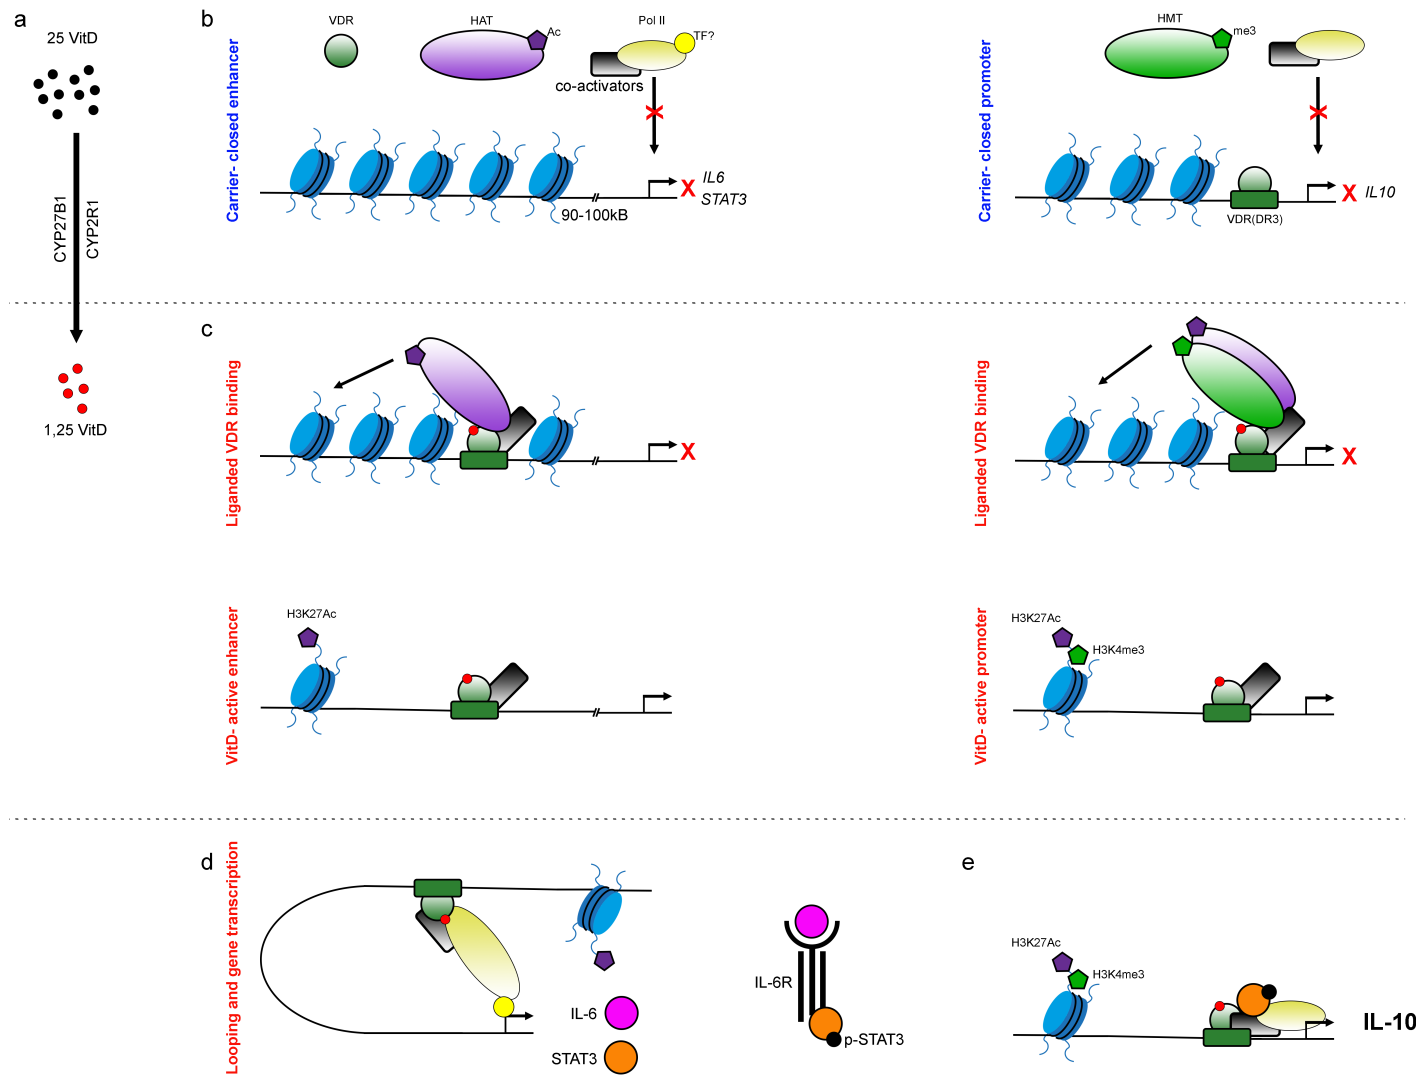 a
25 VitD
CYP27B1
CYP2R1
1,25 VitD
b
Carrier- closed enhancer
VDR
HAT
Ac
Pol II
TF?
co-activators
90-100kB
X
IL6
STAT3
Carrier- closed promoter
HMT
me3
VDR(DR3)
X
IL10
c
Liganded VDR binding
X
Liganded VDR binding
X
VitD- active enhancer
H3K27Ac
VitD- active promoter
H3K27Ac
H3K4me3
d
Looping and gene transcription
IL-6
STAT3
IL-6R
p-STAT3
e
H3K27Ac
H3K4me3
IL-10